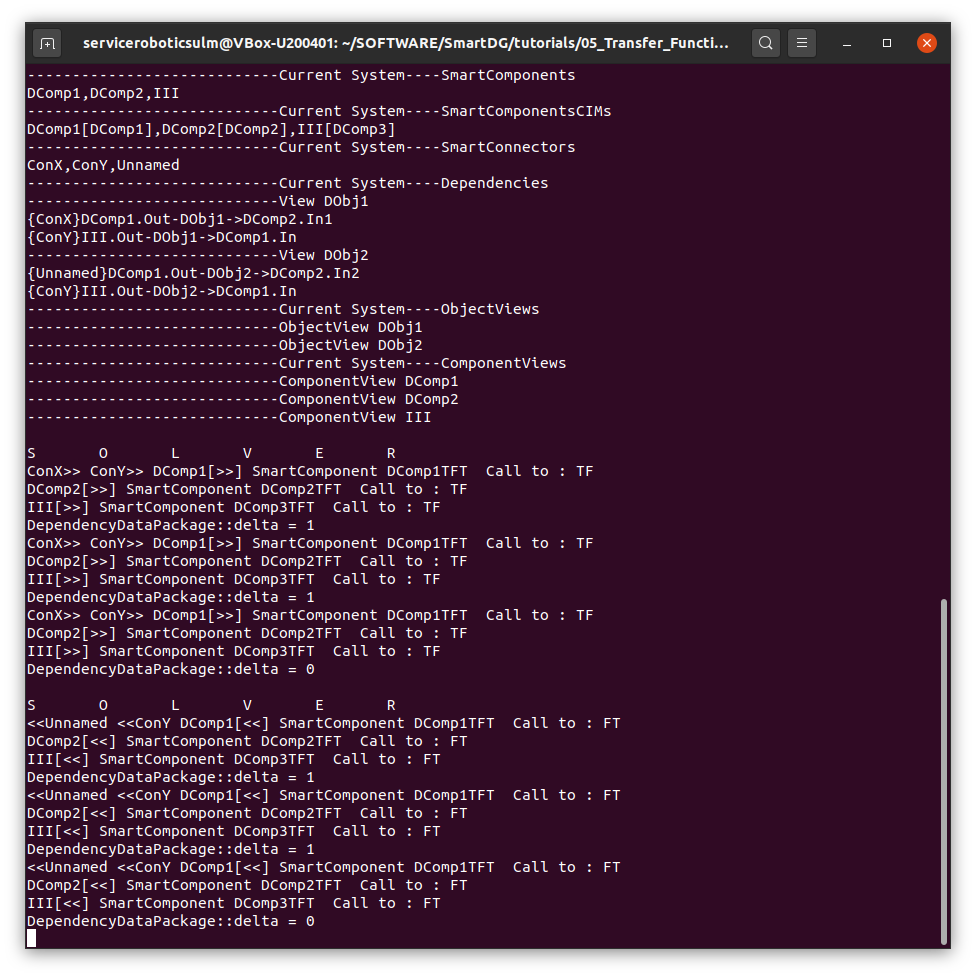 serviceroboticsulm@VBox-U200401: ~/SOFTWARE/SmartDG/tutorials/05_Transfer_Functi...
----------------------------Current System----SmartComponents
DComp1,DComp2,III
----------------------------Current System----SmartComponentsCIMs
DComp1[DComp1],DComp2[DComp2],III[DComp3]
----------------------------Current System----SmartConnectors
ConX,ConY,Unnamed
----------------------------Current System----Dependencies
----------------------------View DObj1
{ConX}DComp1.Out-DObj1->DComp2.In1
{ConY}III.Out-DObj1->DComp1.In
----------------------------View DObj2
{Unnamed}DComp1.Out-DObj2->DComp2.In2
{ConY}III.Out-DObj2->DComp1.In
----------------------------Current System----ObjectViews
----------------------------ObjectView DObj1
----------------------------ObjectView DObj2
----------------------------Current System----ComponentViews
----------------------------ComponentView DComp1
----------------------------ComponentView DComp2
----------------------------ComponentView III

S       O       L       V       E       R
ConX>> ConY>> DComp1[>>] SmartComponent DComp1TFT  Call to : TF
DComp2[>>] SmartComponent DComp2TFT  Call to : TF
III[>>] SmartComponent DComp3TFT  Call to : TF
DependencyDataPackage::delta = 1
ConX>> ConY>> DComp1[>>] SmartComponent DComp1TFT  Call to : TF
DComp2[>>] SmartComponent DComp2TFT  Call to : TF
III[>>] SmartComponent DComp3TFT  Call to : TF
DependencyDataPackage::delta = 1
ConX>> ConY>> DComp1[>>] SmartComponent DComp1TFT  Call to : TF
DComp2[>>] SmartComponent DComp2TFT  Call to : TF
III[>>] SmartComponent DComp3TFT  Call to : TF
DependencyDataPackage::delta = 0

S       O       L       V       E       R
<<Unnamed <<ConY DComp1[<<] SmartComponent DComp1TFT  Call to : FT
DComp2[<<] SmartComponent DComp2TFT  Call to : FT
III[<<] SmartComponent DComp3TFT  Call to : FT
DependencyDataPackage::delta = 1
<<Unnamed <<ConY DComp1[<<] SmartComponent DComp1TFT  Call to : FT
DComp2[<<] SmartComponent DComp2TFT  Call to : FT
III[<<] SmartComponent DComp3TFT  Call to : FT
DependencyDataPackage::delta = 1
<<Unnamed <<ConY DComp1[<<] SmartComponent DComp1TFT  Call to : FT
DComp2[<<] SmartComponent DComp2TFT  Call to : FT
III[<<] SmartComponent DComp3TFT  Call to : FT
DependencyDataPackage::delta = 0